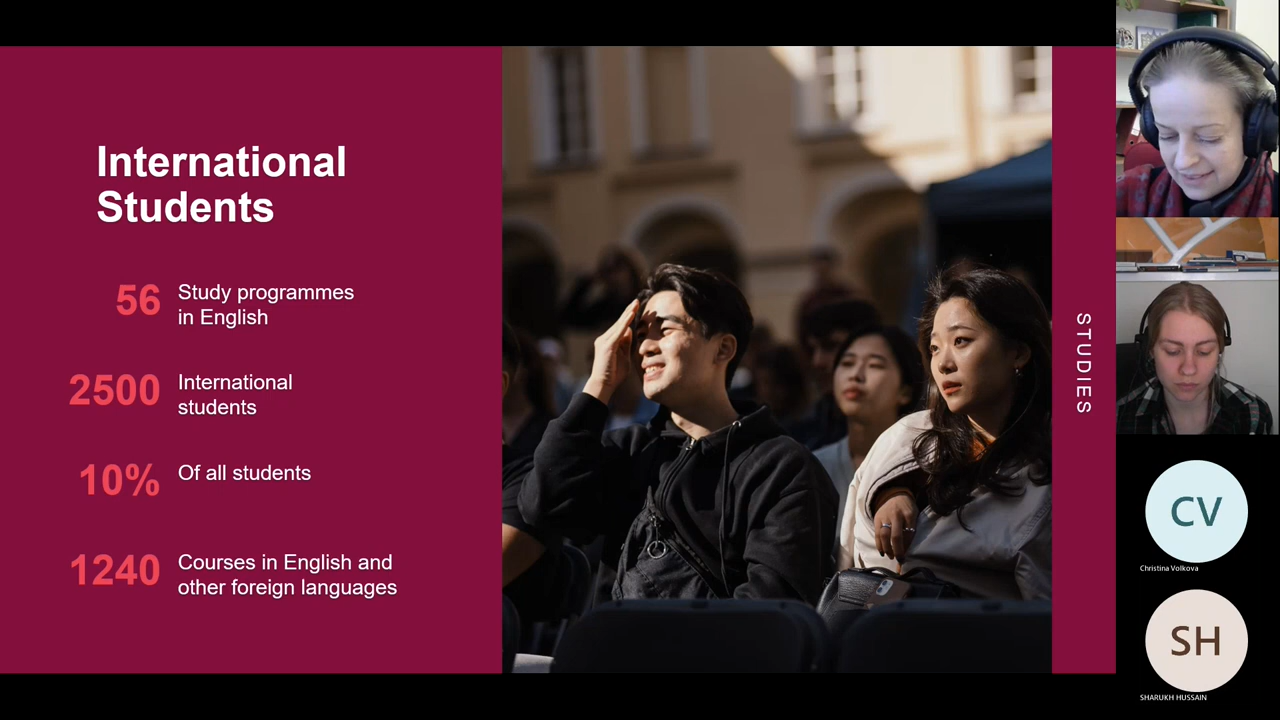 International
Students
56
Study programmes
in English
2500
International
students
10%
Of all students
1240
Courses in English and
other foreign languages
STUDIES
CV
Christina Volkova
SH
SHARUKH HUSSAIN